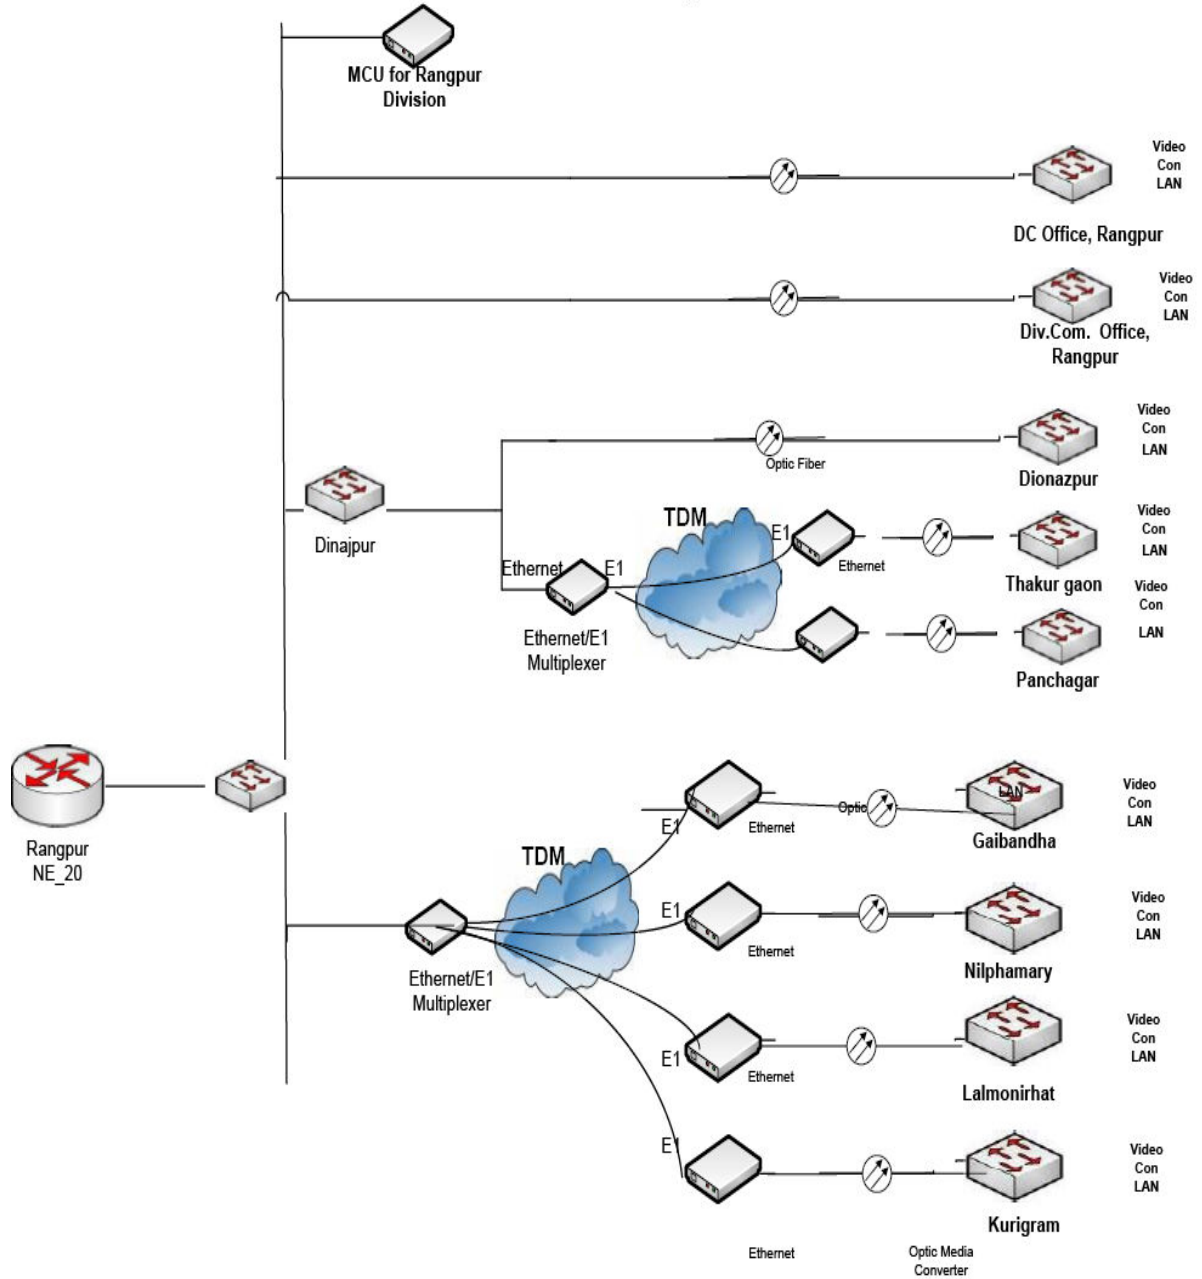 MCU for Rangpur
Division
Video
Con
LAN
DC Office, Rangpur
Video
Con
LAN
Div.Com. Office,
Rangpur
Video
Con
LAN
Optic Fiber
Dionazpur
Dinajpur
TDM
E1
Ethernet
Video
Con
LAN
Thakur gaon
Ethernet
E1
Ethernet/E1
Multiplexer
Video
Con
LAN
Panchagar
Rangpur
NE_20
E1
Ethernet
Optic
LAN
Video
Con
LAN
Gaibandha
TDM
E1
Ethernet
Video
Con
LAN
Nilphamary
Ethernet/E1
Multiplexer
E1
Ethernet
Video
Con
LAN
Lalmonirhat
E1
Video
Con
LAN
Kurigram
Ethernet
Optic Media
Converter